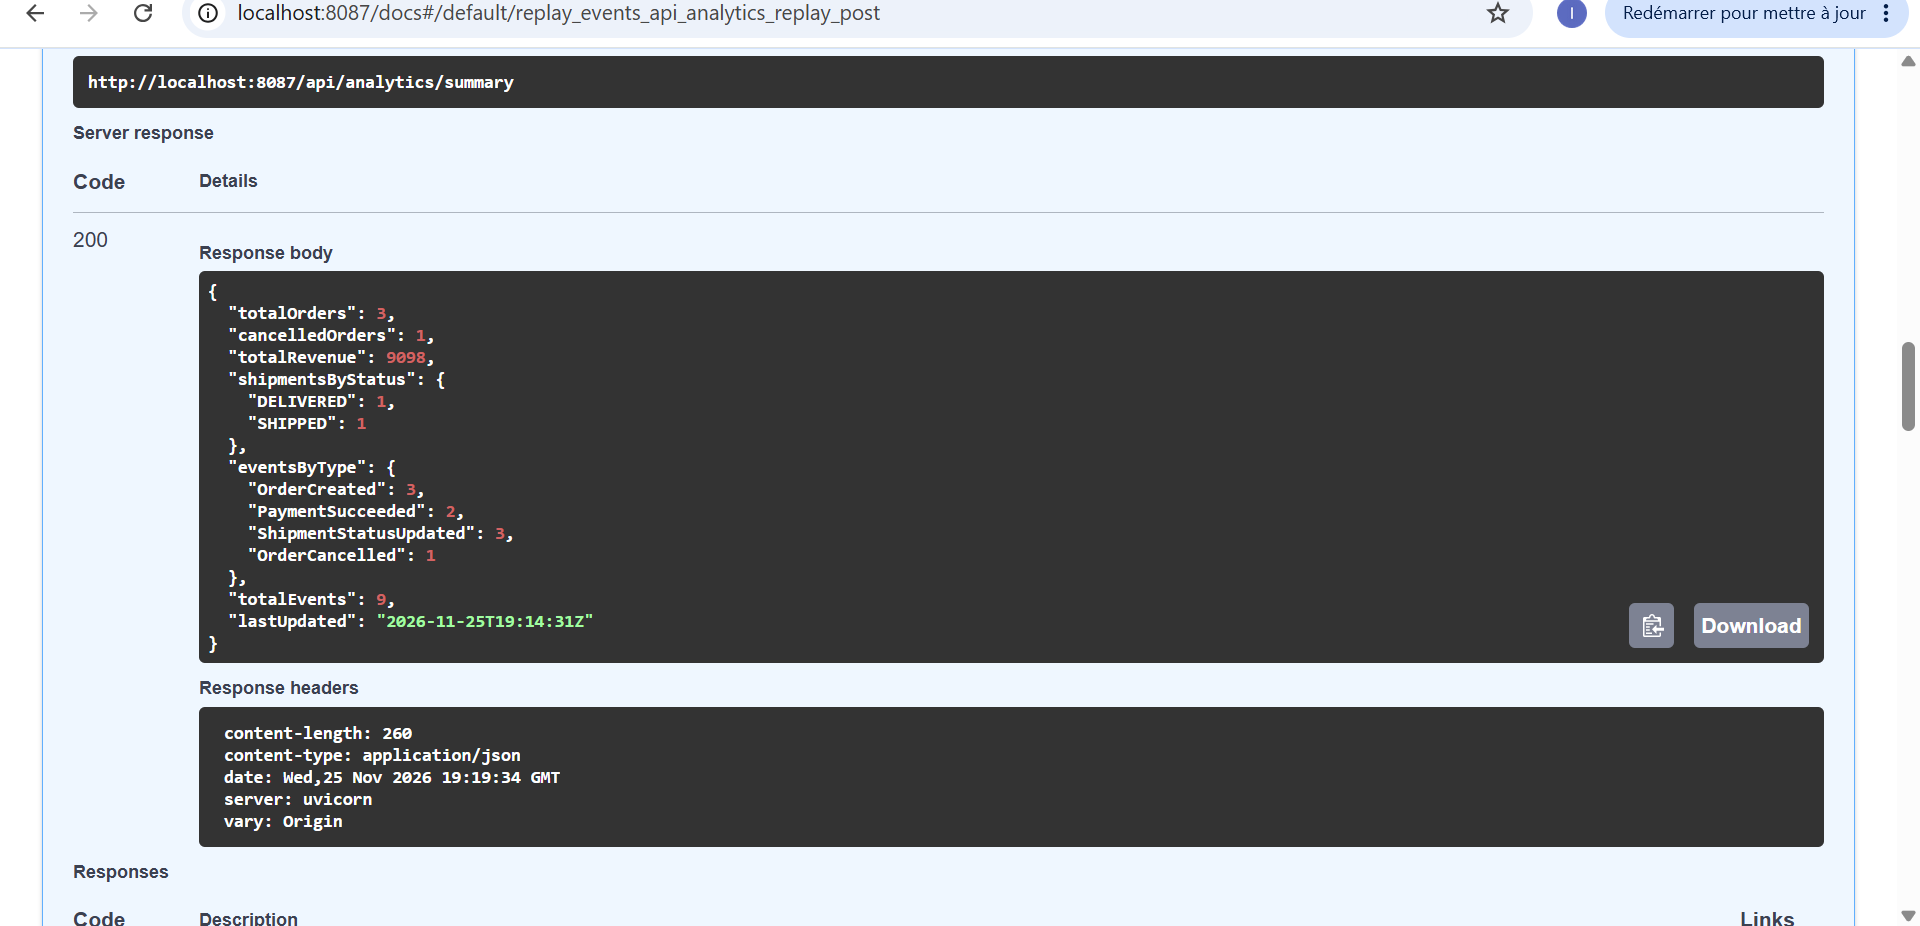 localhost:8087/docs#/default/replay_events_api_analytics_replay_post
I
Redémarrer pour mettre à jour
http://localhost:8087/api/analytics/summary
Server response
Code Details
200
Response body
{
"totalOrders": 3,
"cancelledOrders": 1,
"totalRevenue": 9098,
"shipmentsByStatus": {
"DELIVERED": 1,
"SHIPPED": 1
},
"eventsByType": {
"OrderCreated": 3,
"PaymentSucceeded": 2,
"ShipmentStatusUpdated": 3,
"OrderCancelled": 1
},
"totalEvents": 9,
"lastUpdated": "2026-11-25T19:14:31Z"
}
Download
Response headers
content-length: 260
content-type: application/json
date: Wed,25 Nov 2026 19:19:34 GMT
server: uvicorn
vary: Origin
Responses
Code Description Links